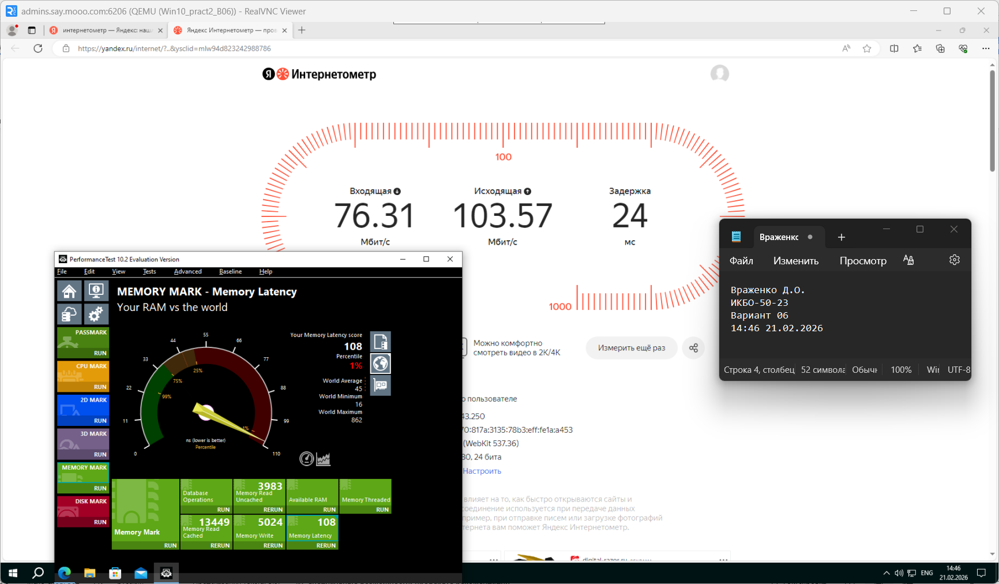 admins.say.mooo.com:6206 (QEMU (Win10_pract2_B06)) - RealVNC Viewer
интернетометр — Яндекс: наш
Яндекс Интернетометр — пров
https://yandex.ru/internet/?..&ysclid=mlw94d823242988786
Интернетометр
100
Входящая
Исходящая
Задержка
76.31
103.57
24
Мбит/с
Мбит/с
мс
1000
Можно комфортно
смотреть видео в 2К/4К
Измерить ещё раз
о пользователе
43.250
70:817a:3135:78b3:eff:fe1a:a453
(WebKit 537.36)
30, 24 бита
Настроить
влияет на то, как быстро открываются сайты и
соединение используется при передаче данных
пример, при отправке писем или загрузке фотографий
тернета вам поможет Яндекс Интернетометр.
digital-razor.ru
Враженко
Файл
Изменить
Просмотр
Враженко Д.О.
ИКБО-50-23
Вариант 06
14:46 21.02.2026
Строка 4, столбец
52 символа
Обычн
100%
Win
UTF-8
PerformanceTest 10.2 Evaluation Version
File Edit View Tests Advanced Baseline Help
MEMORY MARK - Memory Latency
Your RAM vs the world
PASSMARK
RUN
CPU MARK
RUN
2D MARK
RUN
3D MARK
RUN
MEMORY MARK
RUN
DISK MARK
RUN
0
11
22
33
44
55
66
77
88
99
110
99%
75%
25%
1%
ns (lower is better)
Percentile
Your Memory Latency score
108
Percentile
1%
World Average
45
World Minimum
16
World Maximum
862
Memory Mark
RUN
Database
Operations
RUN
3983
Memory Read
Uncached
RERUN
Available RAM
RUN
Memory Threaded
RUN
13449
Memory Read
Cached
RERUN
5024
Memory Write
RERUN
108
Memory Latency
RERUN
ENG
14:46
21.02.2026